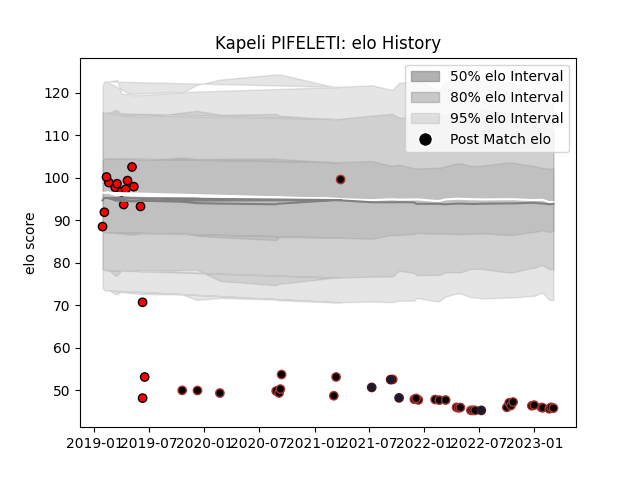 Kapeli PIFELETI: elo History
50% elo Interval
80% elo Interval
95% elo Interval
Post Match elo
elo score
120
110
100
90
80
70
60
50
2019-01 2019-07 2020-01 2020-07 2021-01 2021-07 2022-01 2022-07 2023-01